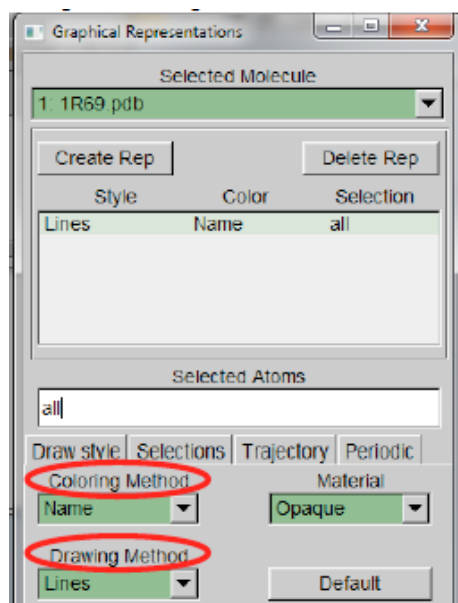 Graphical Representations
Selected Molecule
1: 1R69.pdb
Create Rep Delete Rep
Style Color Selection
Lines Name all
Selected Atoms
all
Draw style Selections Trajectory Periodic
Coloring Method Material
Name Opaque
Drawing Method
Lines Default